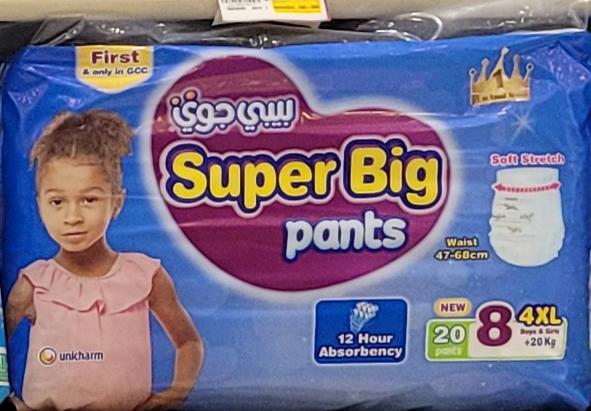 First
& only in GCC
بيبي جوي
Super Big
pants
Soft Stretch
Waist
47-68cm
12 Hour
Absorbency
NEW
20
pants
8
4XL
Boys & Girls
+20 Kg
unicharm